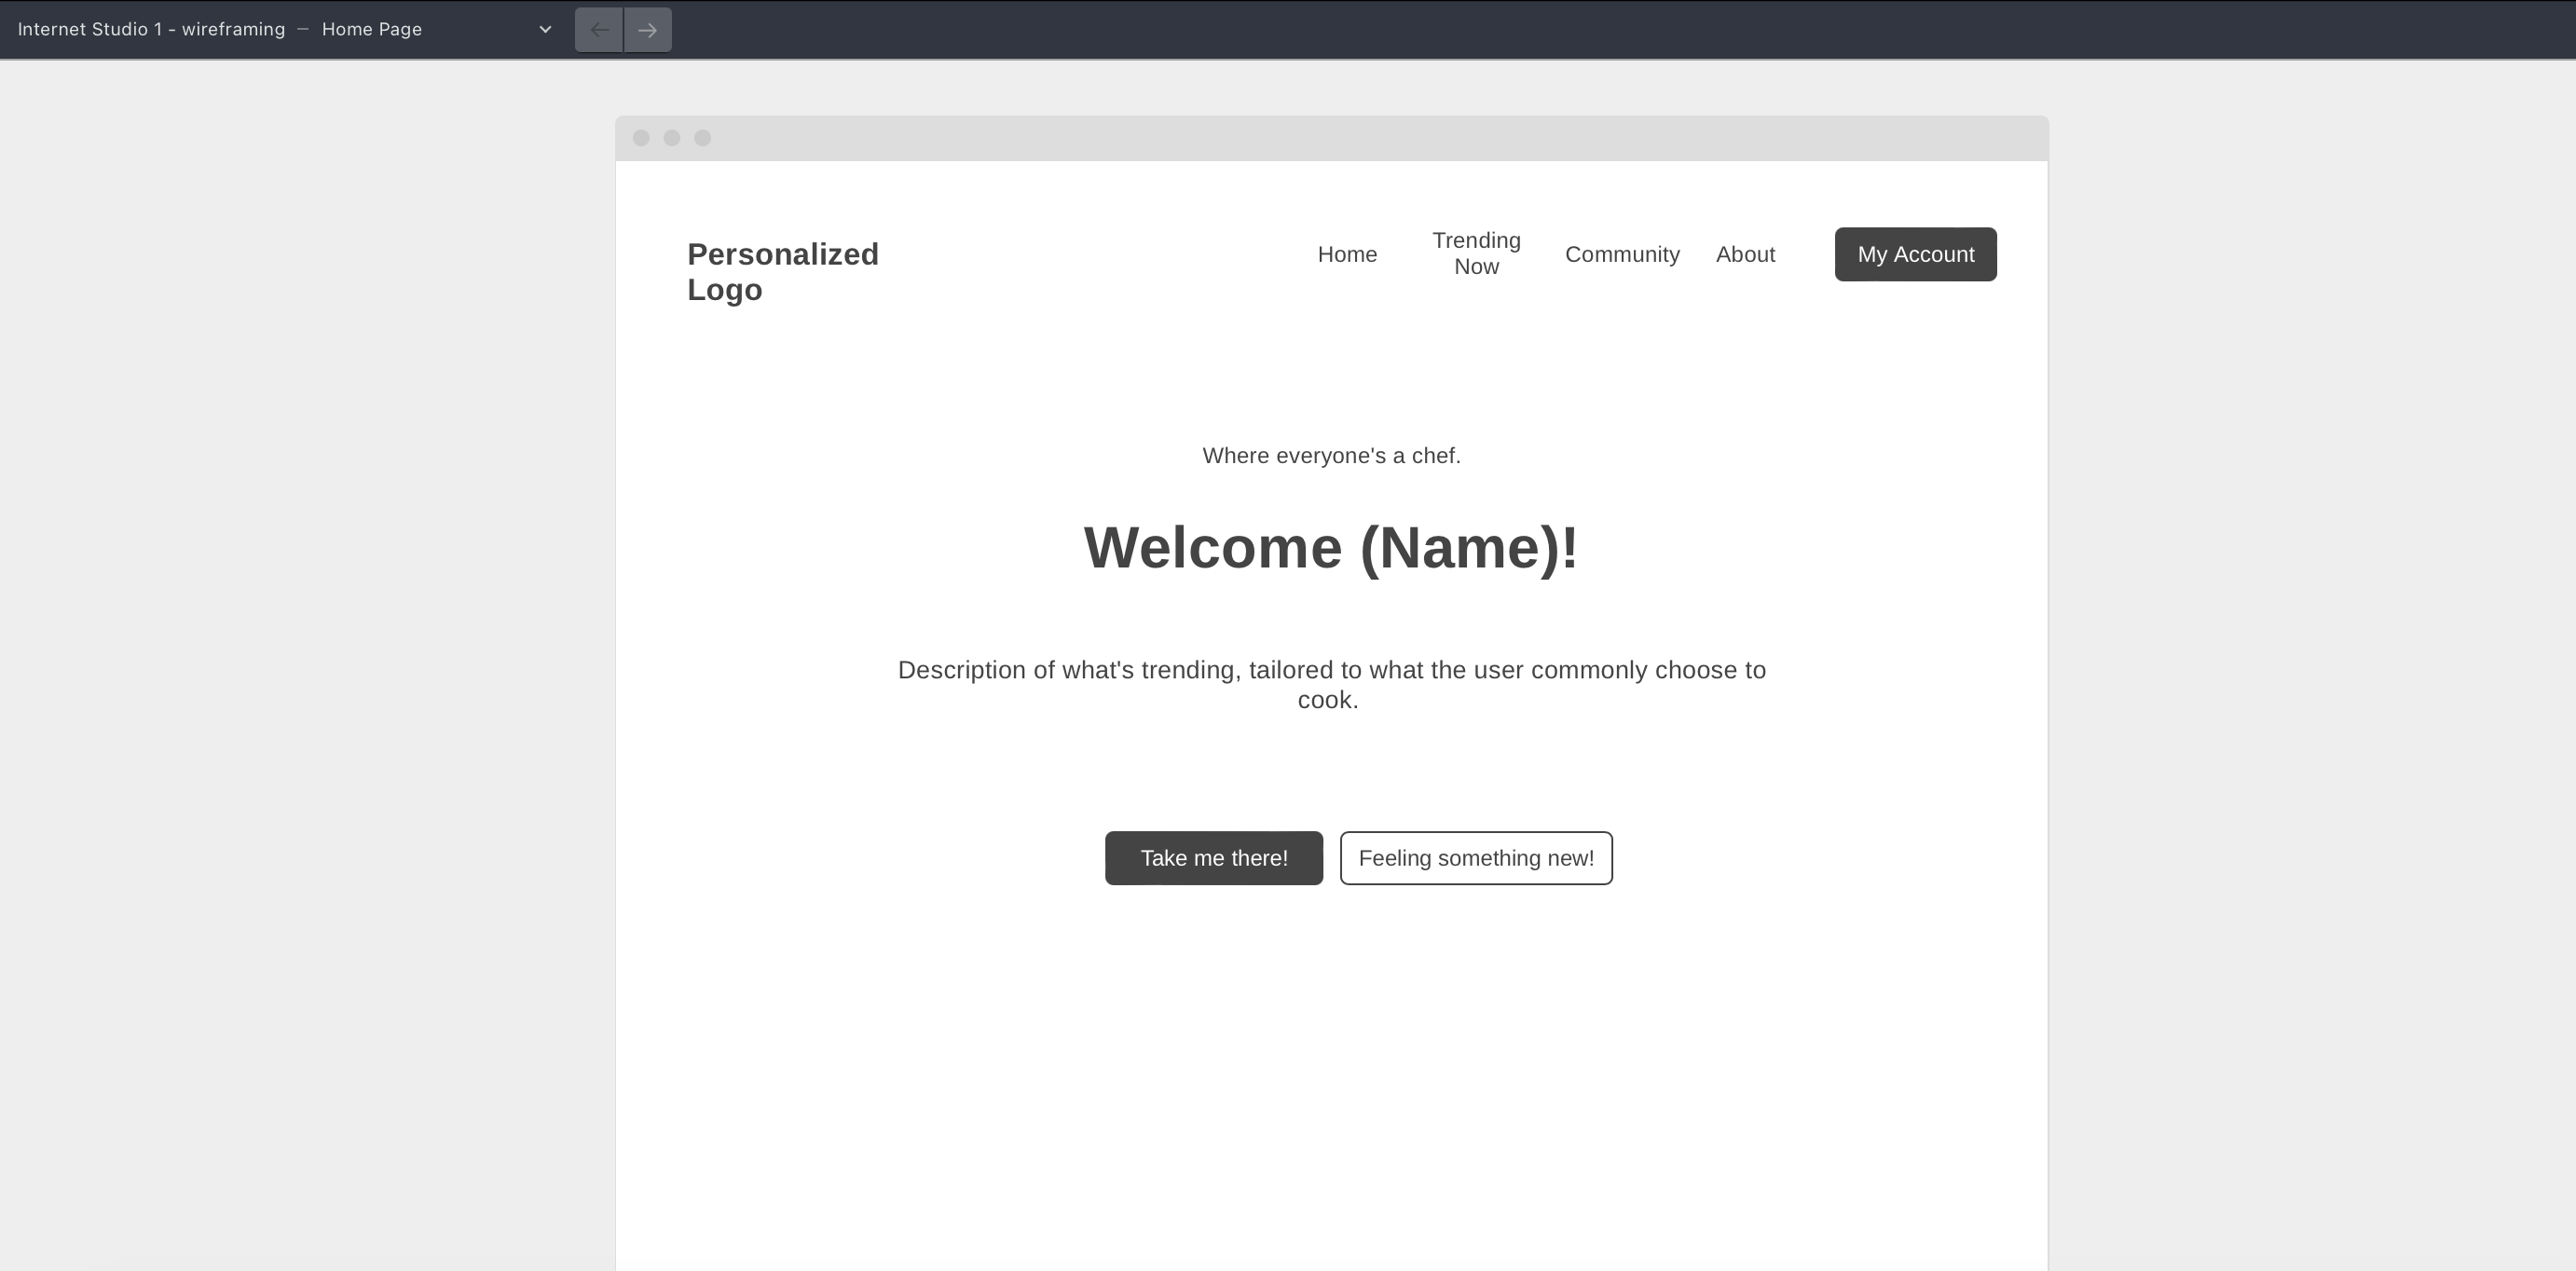 Internet Studio 1 - wireframing – Home Page
Personalized
Logo
Home
Trending
Now
Community
About
My Account
Where everyone's a chef.
Welcome (Name)!
Description of what's trending, tailored to what the user commonly choose to
cook.
Take me there!
Feeling something new!